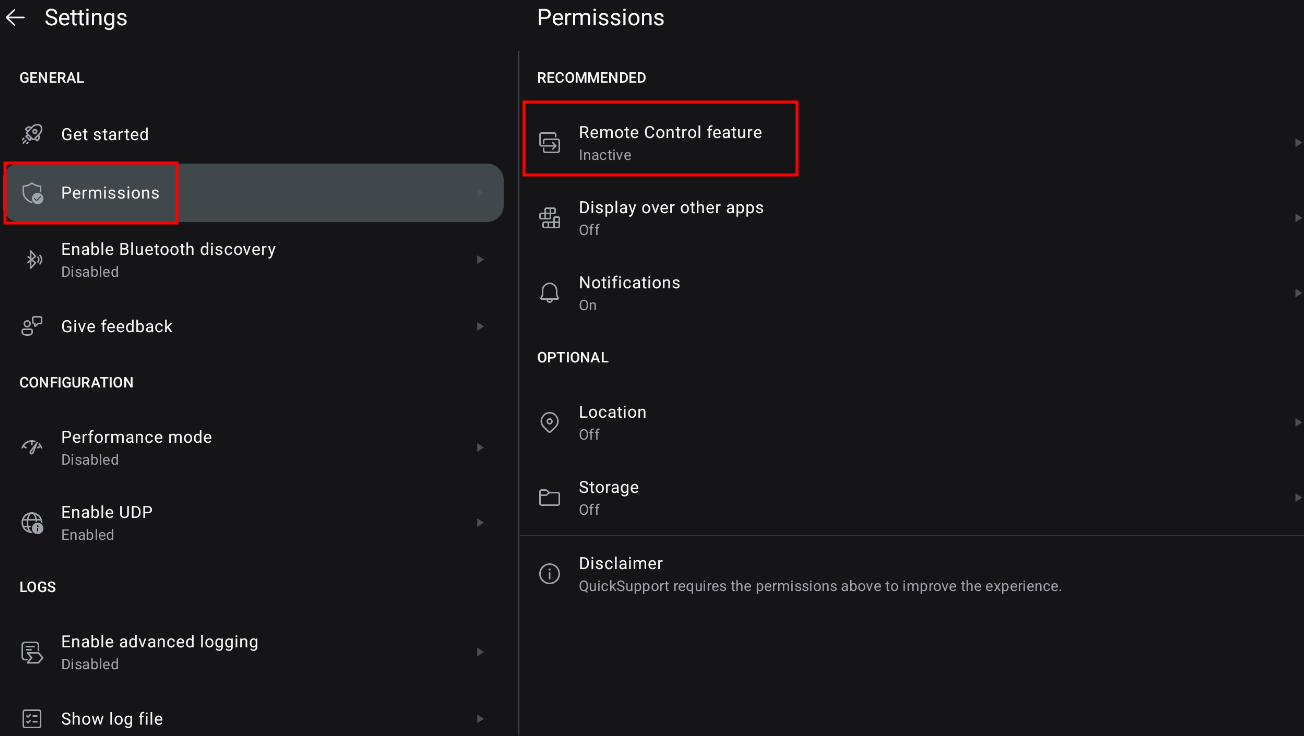 Settings
GENERAL
Get started
Permissions
Enable Bluetooth discovery
Disabled
Give feedback
CONFIGURATION
Performance mode
Disabled
Enable UDP
Enabled
LOGS
Enable advanced logging
Disabled
Show log file
Permissions
RECOMMENDED
Remote Control feature
Inactive
Display over other apps
Off
Notifications
On
OPTIONAL
Location
Off
Storage
Off
Disclaimer
QuickSupport requires the permissions above to improve the experience.